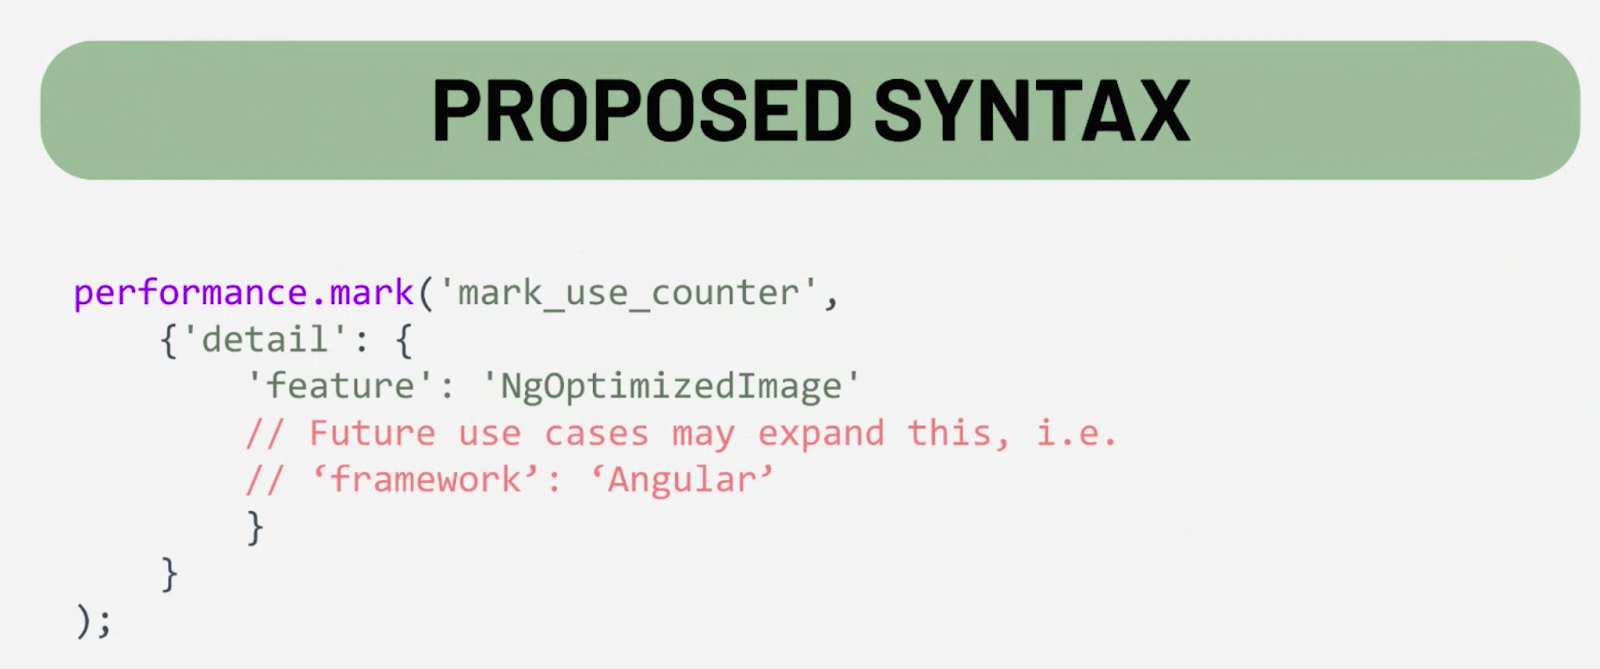 PROPOSED SYNTAX
performance.mark('mark_use_counter',
    {'detail': {
        'feature': 'NgOptimizedImage'
        // Future use cases may expand this, i.e.
        // ‘framework’: ‘Angular’
        }
    }
);